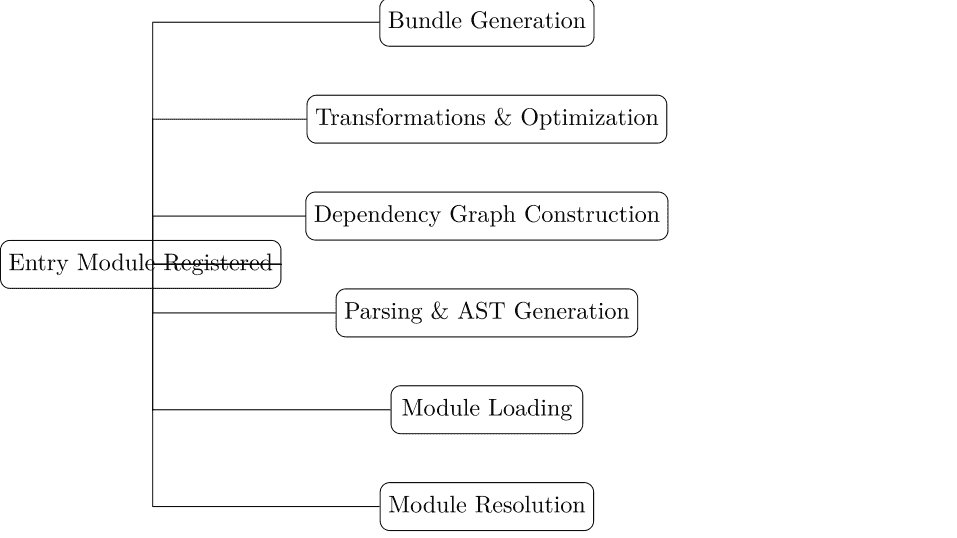 Bundle Generation
Transformations & Optimization
Dependency Graph Construction
Entry Module Registered
Parsing & AST Generation
Module Loading
Module Resolution